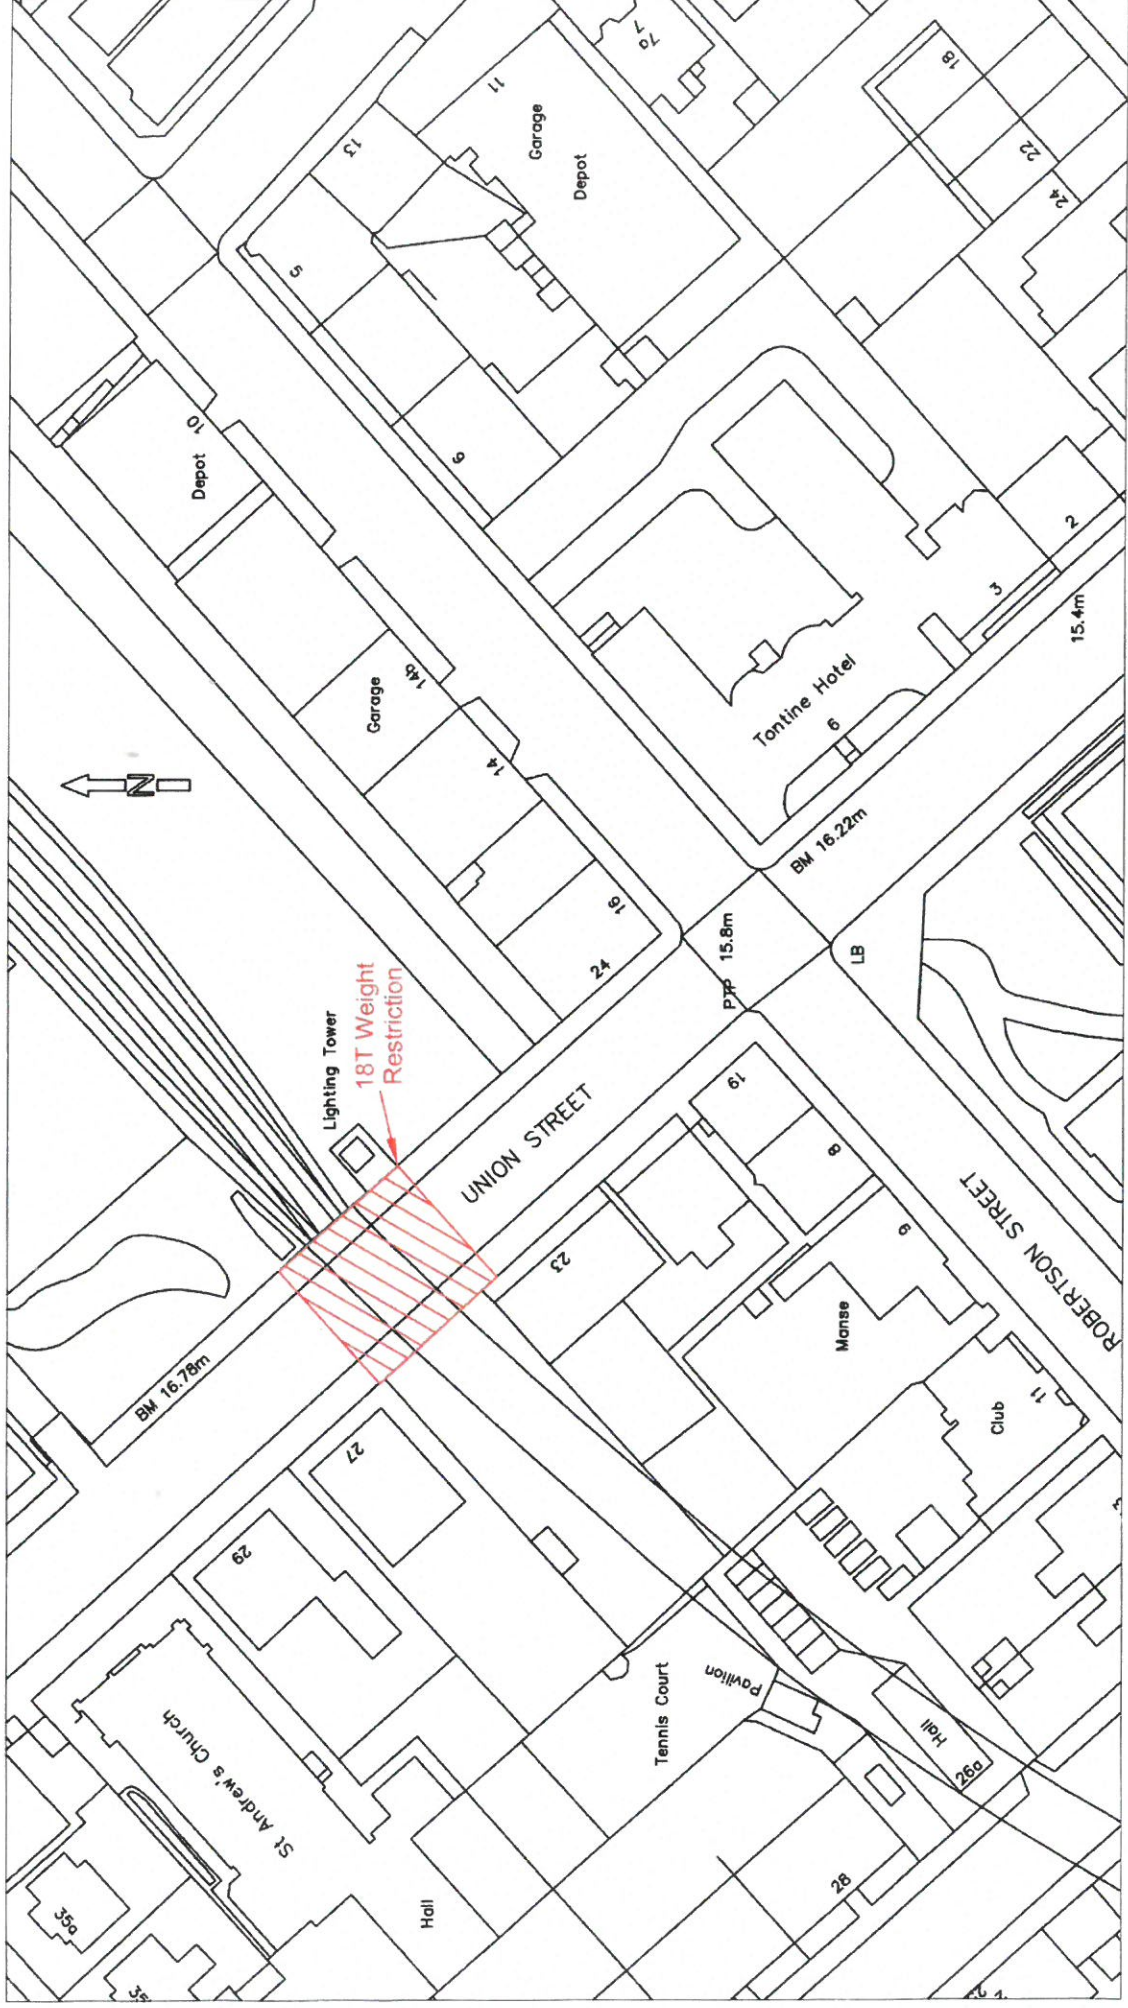 7a
7
11
Garage
Depot
13
5
9
18
22
24
10
Depot
Garage
14b
14
16
24
N
Tontine Hotel
6
3
2
15.4m
BM 16.22m
15.8m
PTP
LB
Lighting Tower
18T Weight
Restriction
UNION STREET
ROBERTSON STREET
19
8
9
23
Manse
Club
11
BM 16.78m
27
29
St Andrew's Church
Hall
Tennis Court
Pavilion
Hall
26a
28
35a